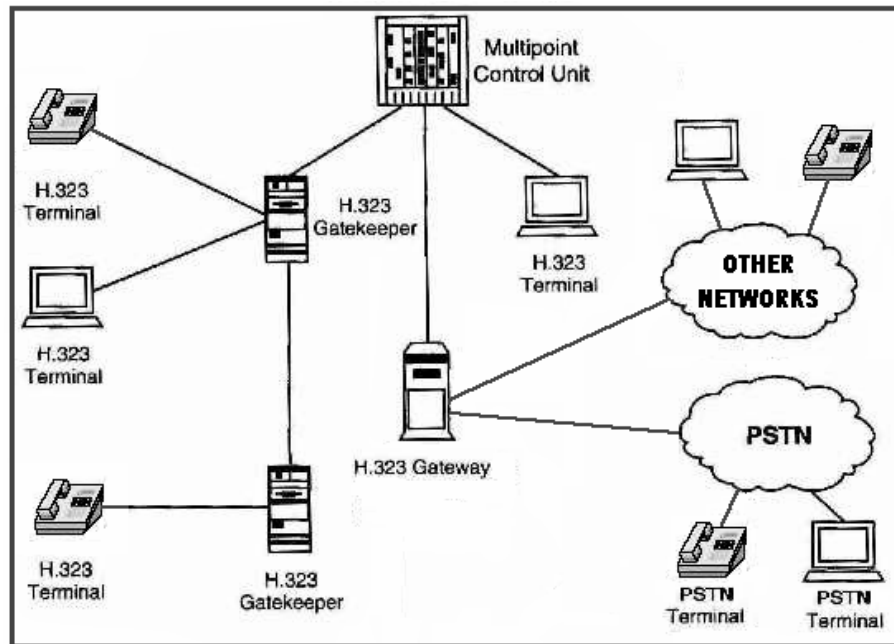 Multipoint
Control Unit
H.323
Terminal
H.323
Gatekeeper
H.323
Terminal
OTHER
NETWORKS
H.323
Terminal
H.323 Gateway
PSTN
H.323
Terminal
H.323
Gatekeeper
PSTN
Terminal
PSTN
Terminal